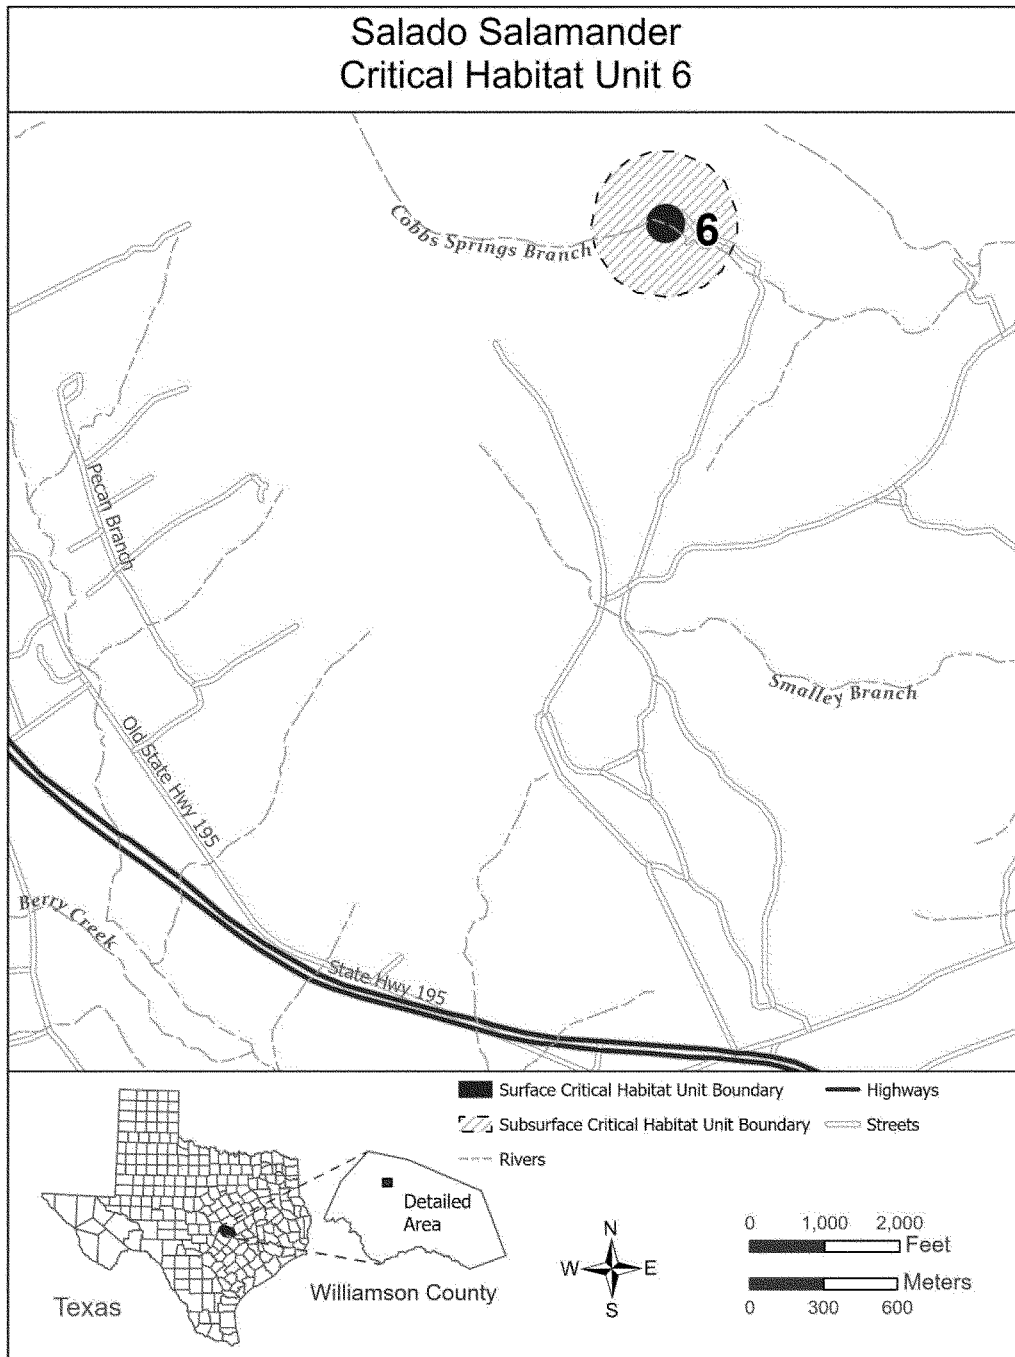 Salado Salamander
Critical Habitat Unit 6
Cobbs Springs Branch
6
Pecan Branch
Smalley Branch
Old State Hwy 195
Berry Creek
State Hwy 195
Surface Critical Habitat Unit Boundary
Highways
Subsurface Critical Habitat Unit Boundary
Streets
Rivers
Detailed
Area
Texas
Williamson County
N
W
E
S
0 1,000 2,000
Feet
Meters
0 300 600